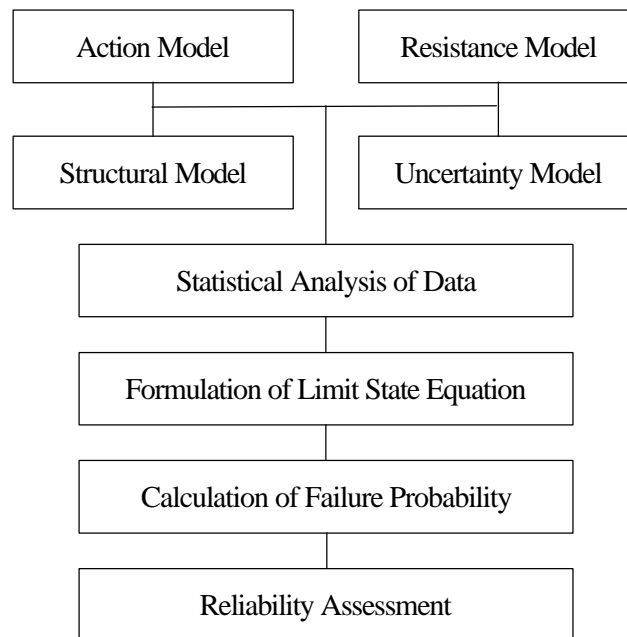 Action Model
Resistance Model
Structural Model
Uncertainty Model
Statistical Analysis of Data
Formulation of Limit State Equation
Calculation of Failure Probability
Reliability Assessment